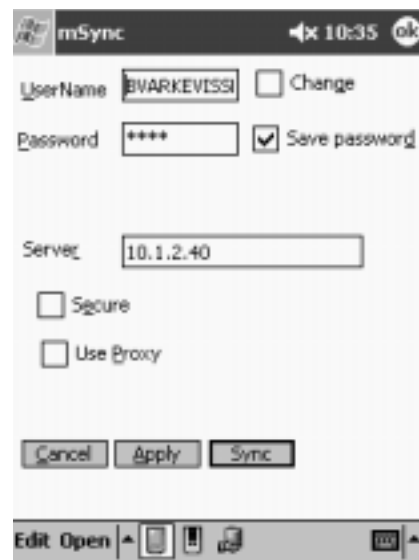 mSync 10:35 ok
UserName BVARKEVISS Change
Password **** Save password
Server 10.1.2.40
Secure
Use Proxy
Cancel Apply Sync
Edit Open